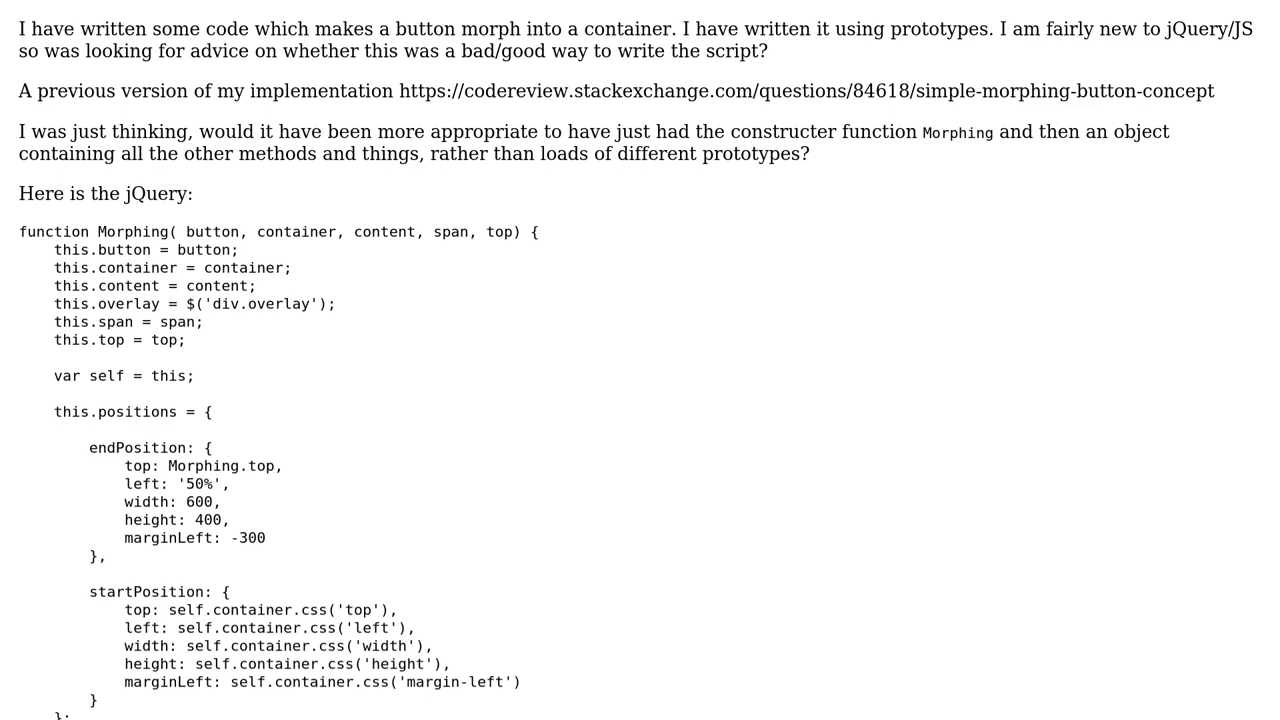 I have written some code which makes a button morph into a container. I have written it using prototypes. I am fairly new to jQuery/JS
so was looking for advice on whether this was a bad/good way to write the script?
A previous version of my implementation https://codereview.stackexchange.com/questions/84618/simple-morphing-button-concept
I was just thinking, would it have been more appropriate to have just had the constructer function Morphing and then an object
containing all the other methods and things, rather than loads of different prototypes?
Here is the jQuery:
function Morphing( button, container, content, span, top) {
    this.button = button;
    this.container = container;
    this.content = content;
    this.overlay = $('div.overlay');
    this.span = span;
    this.top = top;
    var self = this;
    this.positions = {
        endPosition: {
            top: Morphing.top,
            left: '50%',
            width: 600,
            height: 400,
            marginLeft: -300
        },
        startPosition: {
            top: self.container.css('top'),
            left: self.container.css('left'),
            width: self.container.css('width'),
            height: self.container.css('height'),
            marginLeft: self.container.css('margin-left')
        }
    };